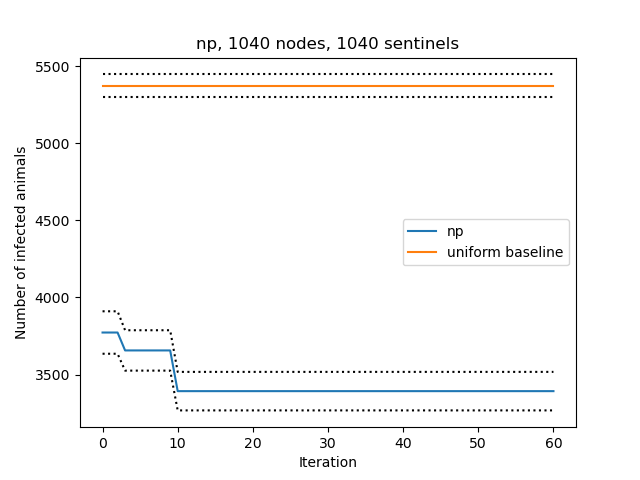 np, 1040 nodes, 1040 sentinels
Number of infected animals
5500
5000
4500
4000
3500
np
uniform baseline
0 10 20 30 40 50 60
Iteration